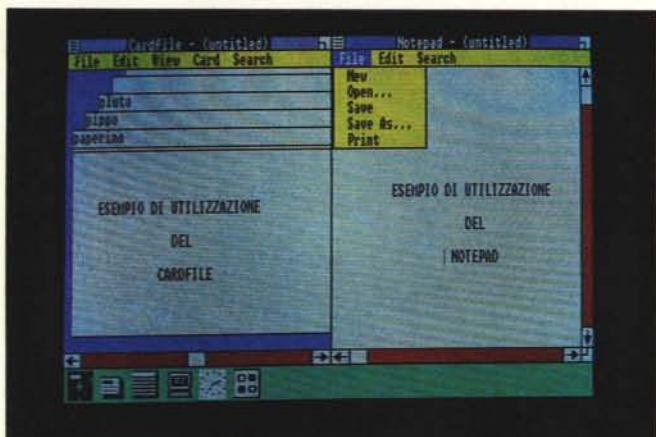 Cardfile - (untitled)
File Edit View Card Search
pluto
pippo
paperino
ESEMPIO DI UTILIZZAZIONE
DEL
CARDFILE
Notepad - (untitled)
File Edit Search
New
Open...
Save
Save As...
Print
ESEMPIO DI UTILIZZAZIONE
DEL
NOTEPAD